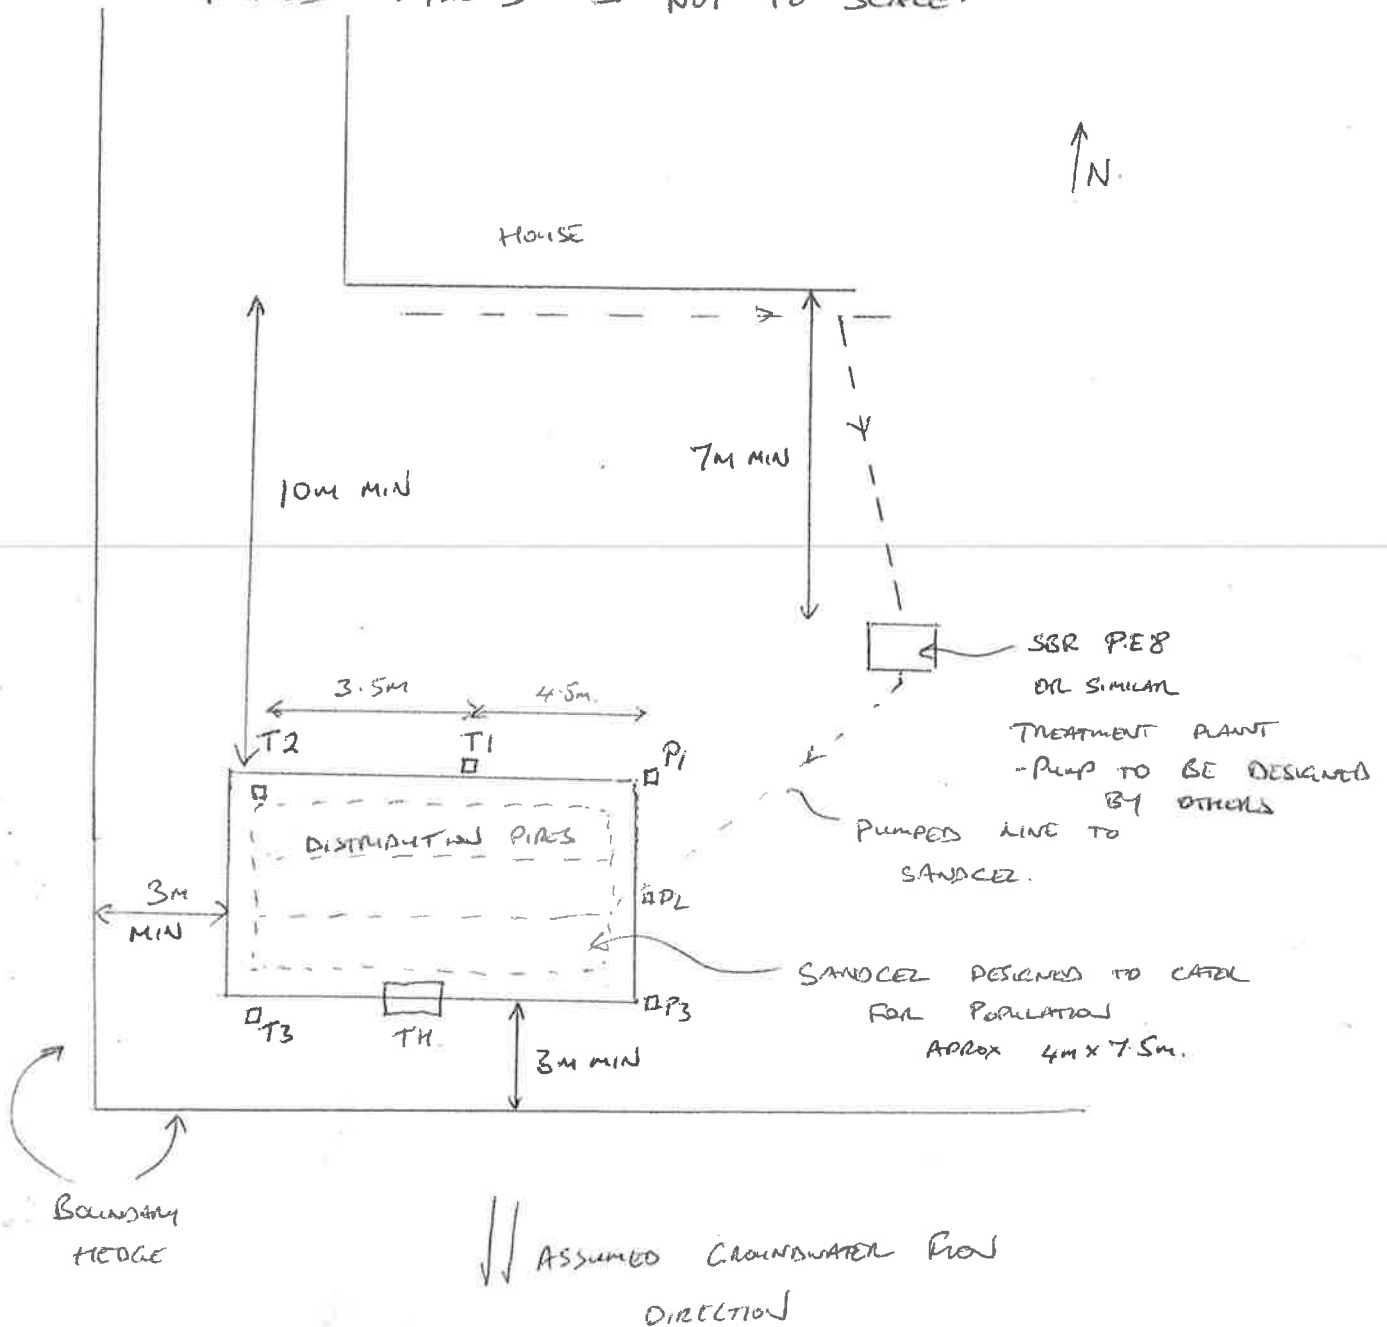 NOT TO SCALE.
N.
HOUSE
10m MIN
7m MIN
3.5m
4.5m.
T2
T1
P1
SBR P.E 8
OR SIMILAR
TREATMENT PLANT
-PUMP TO BE DESIGNED
BY OTHERS
DISTRIBUTION PIPES
PUMPED LINE TO
SANDCEL.
3m
MIN
P2
SANDCEL DESIGNED TO CATER
FOR POPULATION
APROX 4m x 7.5m.
T3
TH.
P3
3m MIN
BOUNDARY
HEDGE
ASSUMED GROUNDWATER FLOW
DIRECTION